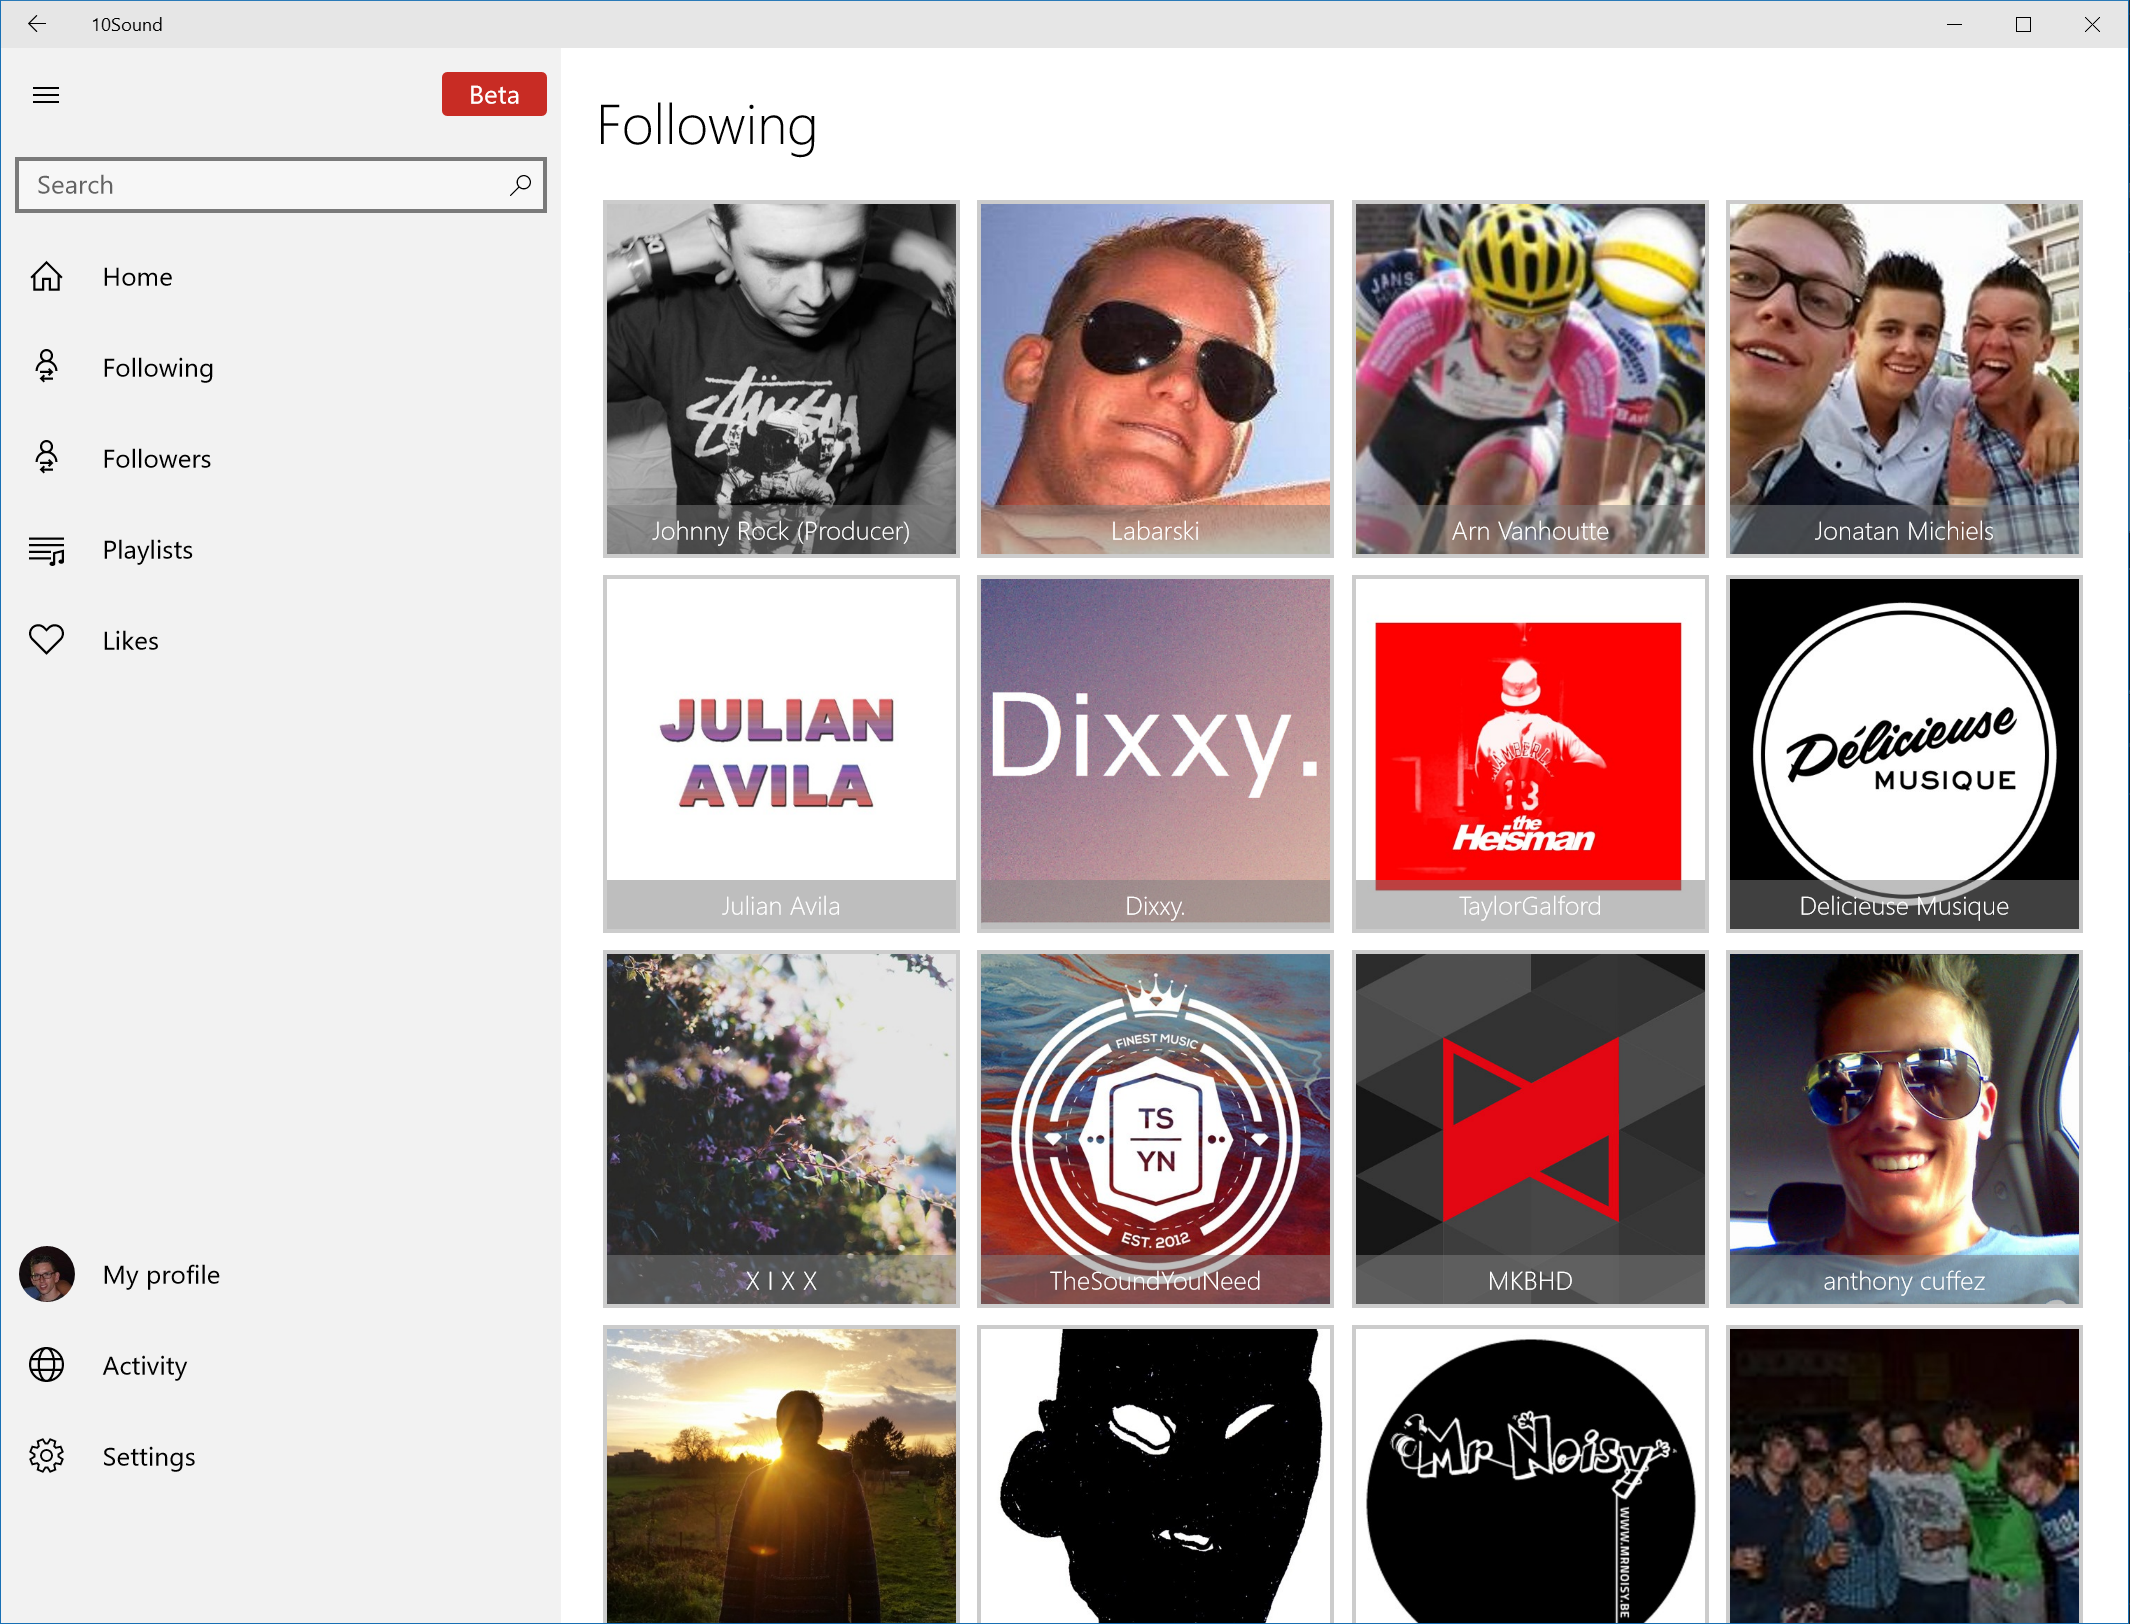 10Sound
Beta
Following
Search
Home
Following
Followers
Playlists
Likes
My profile
Activity
Settings
Johnny Rock (Producer)
Labarski
JANS
Arn Vanhoutte
Jonatan Michiels
JULIAN
AVILA
Julian Avila
Dixxy.
Dixxy.
13
the
Heisman
TaylorGalford
Délicieuse
MUSIQUE
Delicieuse Musique
X I X X
FINEST MUSIC
TS
YN
EST. 2012
TheSoundYouNeed
MKBHD
anthony cuffez
Mr Noisy
WWW.MRNOISY.BE